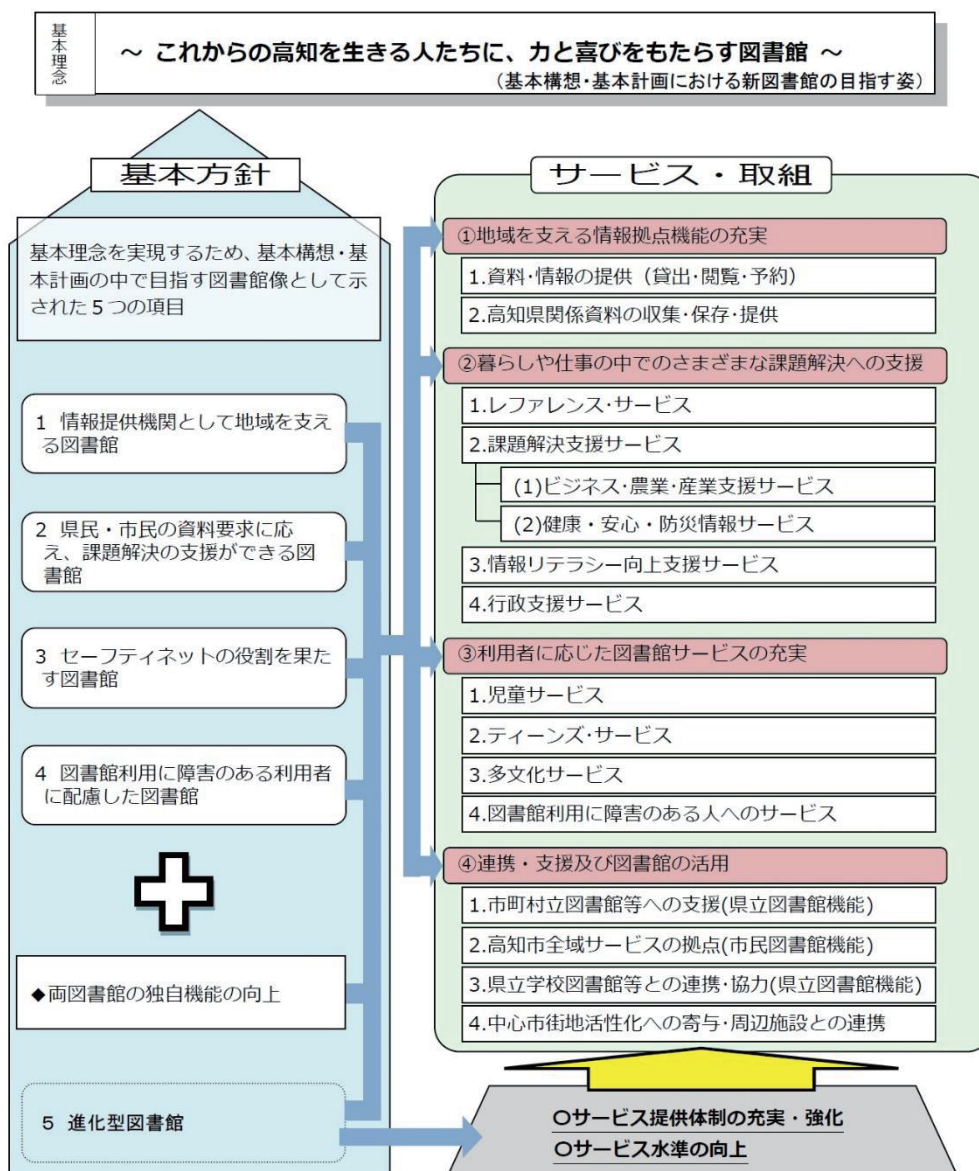 基本理念
～ これからの高知を生きる人たちに、力と喜びをもたらす図書館 ～
(基本構想・基本計画における新図書館の目指す姿)
基本方針
基本理念を実現するため、基本構想・基
本計画の中で目指す図書館像として示
された５つの項目
1 情報提供機関として地域を支え
る図書館
2 県民・市民の資料要求に応
え、課題解決の支援ができる図
書館
3 セーフティネットの役割を果た
す図書館
4 図書館利用に障害のある利用者
に配慮した図書館
◆両図書館の独自機能の向上
5 進化型図書館
サービス・取組
①地域を支える情報拠点機能の充実
1.資料・情報の提供（貸出・閲覧・予約）
2.高知県関係資料の収集・保存・提供
②暮らしや仕事の中でのさまざまな課題解決への支援
1.レファレンス・サービス
2.課題解決支援サービス
(1)ビジネス・農業・産業支援サービス
(2)健康・安心・防災情報サービス
3.情報リテラシー向上支援サービス
4.行政支援サービス
③利用者に応じた図書館サービスの充実
1.児童サービス
2.ティーンズ・サービス
3.多文化サービス
4.図書館利用に障害のある人へのサービス
④連携・支援及び図書館の活用
1.市町村立図書館等への支援(県立図書館機能)
2.高知市全域サービスの拠点(市民図書館機能)
3.県立学校図書館等との連携・協力(県立図書館機能)
4.中心市街地活性化への寄与・周辺施設との連携
○サービス提供体制の充実・強化
○サービス水準の向上